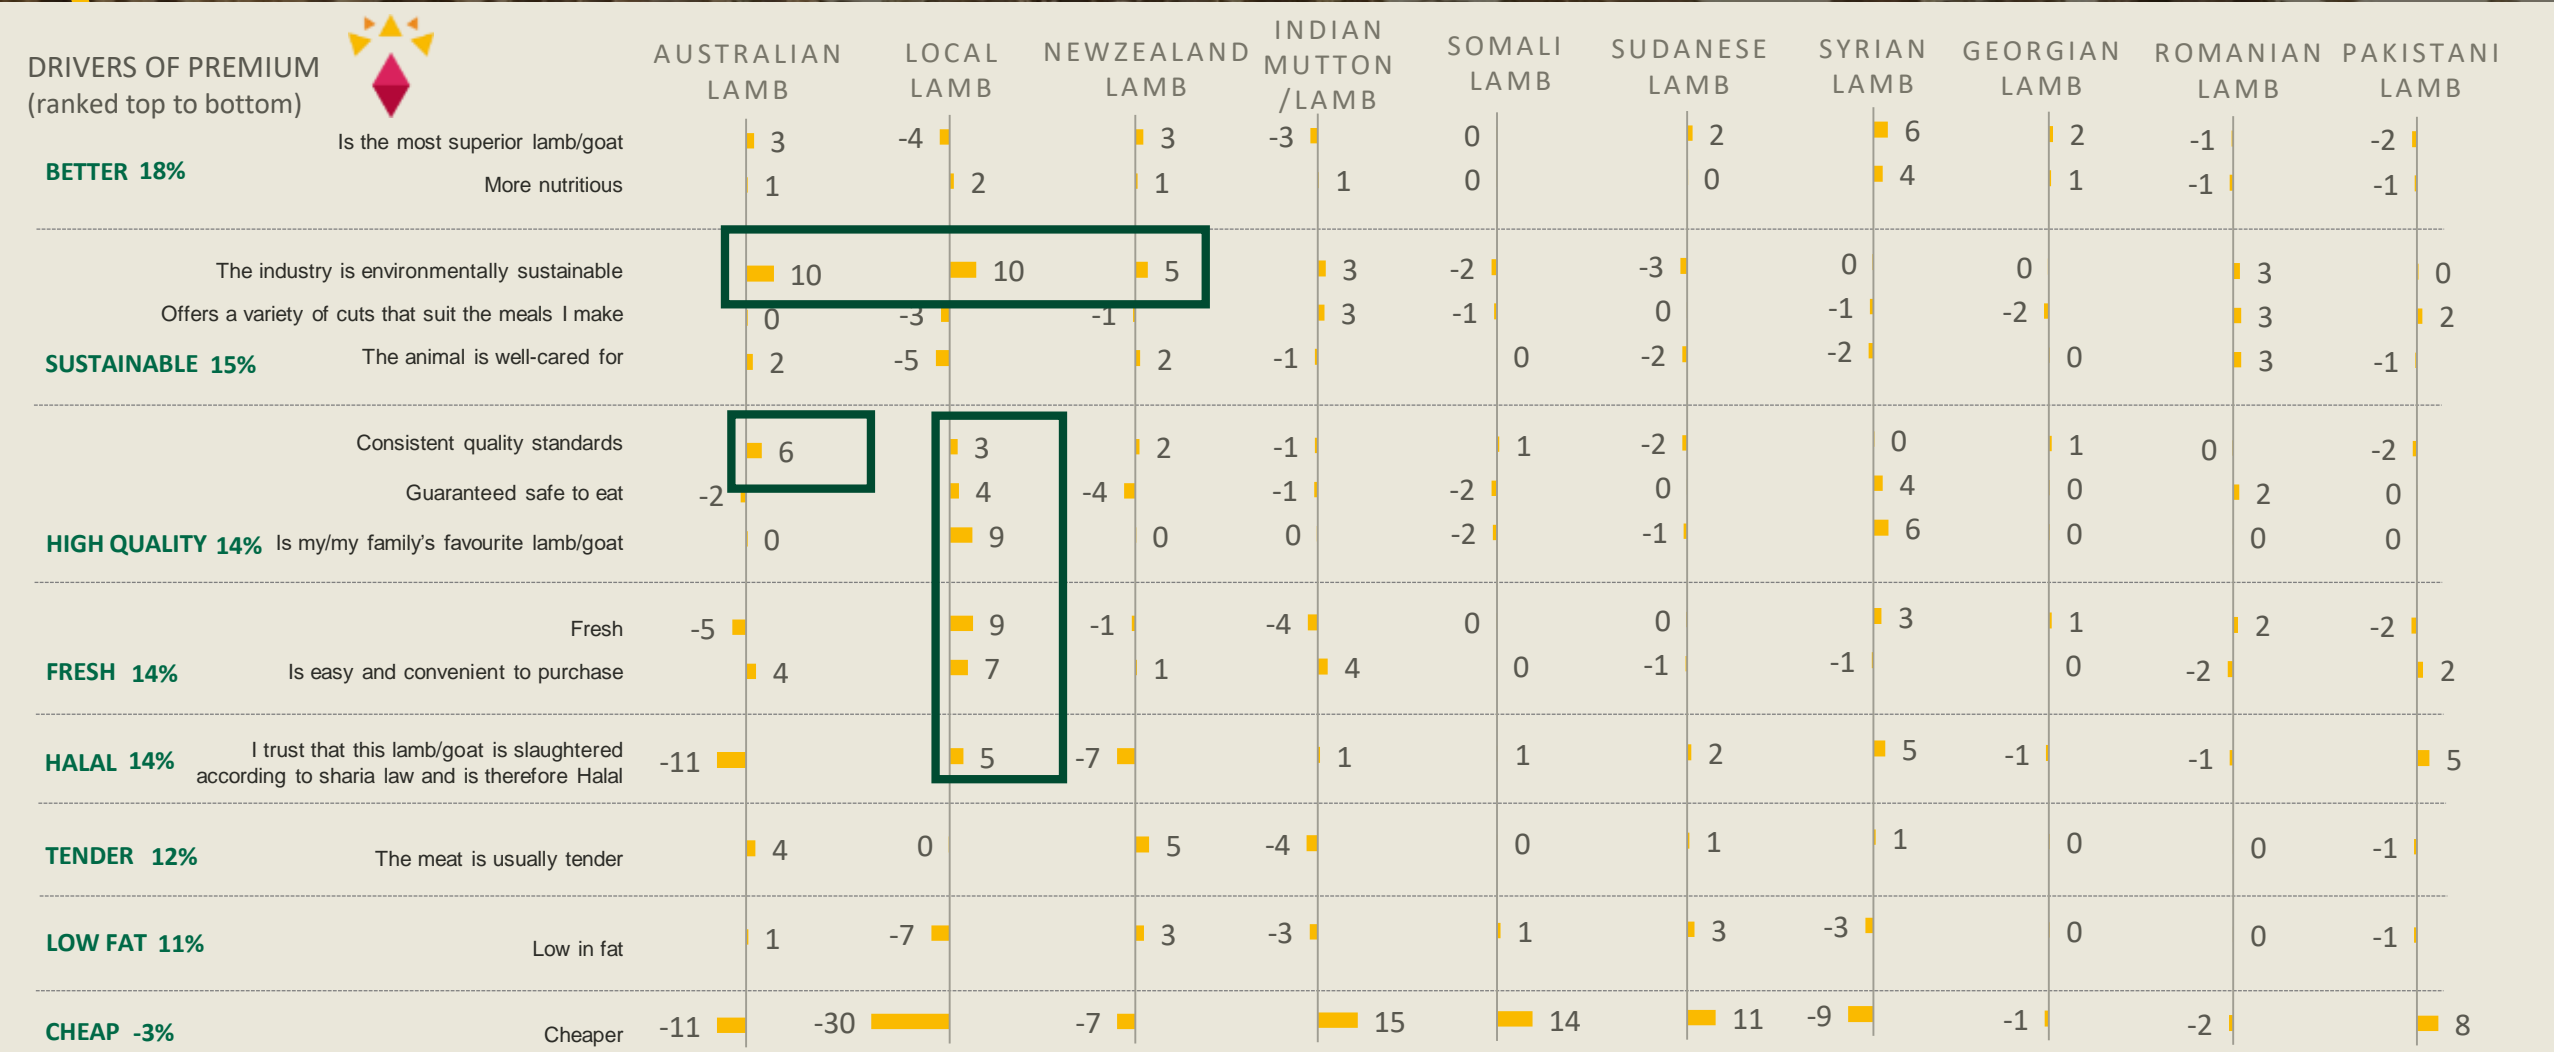 DRIVERS OF PREMIUM
(ranked top to bottom)
AUSTRALIAN
LAMB
LOCAL
LAMB
NEWZEALAND
LAMB
INDIAN
MUTTON
/LAMB
SOMALI
LAMB
SUDANESE
LAMB
SYRIAN
LAMB
GEORGIAN
LAMB
ROMANIAN
LAMB
PAKISTANI
LAMB
BETTER 18%
Is the most superior lamb/goat 3 -4 3 -3 0 2 6 2 -1 -2
More nutritious 1 2 1 1 0 0 4 1 -1 -1
The industry is environmentally sustainable 10 10 5 3 -2 -3 0 0 3 0
Offers a variety of cuts that suit the meals I make 0 -3 -1 3 -1 0 -1 -2 3 2
SUSTAINABLE 15%
The animal is well-cared for 2 -5 2 -1 0 -2 -2 0 3 -1
Consistent quality standards 6 3 2 -1 1 -2 0 1 0 -2
Guaranteed safe to eat -2 4 -4 -1 -2 0 4 0 2 0
HIGH QUALITY 14%
Is my/my family's favourite lamb/goat 0 9 0 0 -2 -1 6 0 0 0
Fresh -5 9 -1 -4 0 0 3 1 2 -2
FRESH 14%
Is easy and convenient to purchase 4 7 1 4 0 -1 -1 0 -2 2
HALAL 14%
I trust that this lamb/goat is slaughtered
according to sharia law and is therefore Halal -11 5 -7 1 1 2 5 -1 -1 5
TENDER 12%
The meat is usually tender 4 0 5 -4 0 1 1 0 0 -1
LOW FAT 11%
Low in fat 1 -7 3 -3 1 3 -3 0 0 -1
CHEAP -3%
Cheaper -11 -30 -7 15 14 11 -9 -1 -2 8